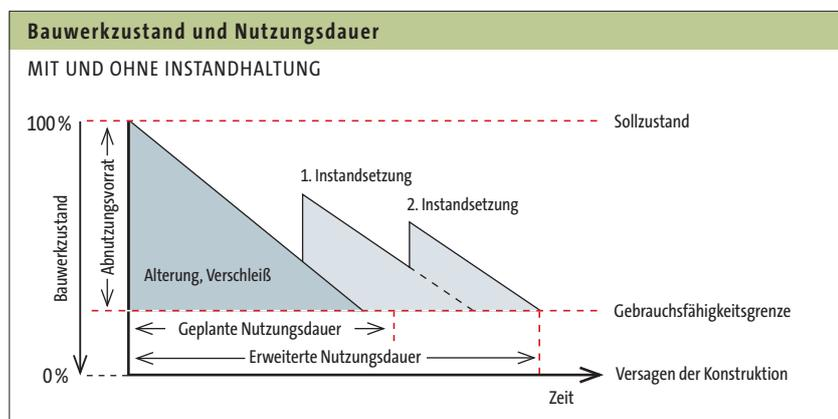 Bauwerkzustand und Nutzungsdauer
MIT UND OHNE INSTANDHALTUNG
100 %
Sollzustand
1. Instandsetzung
2. Instandsetzung
Bauwerkzustand
Abnutzungsvorrat
Alterung, Verschleiß
Gebrauchsfähigkeitsgrenze
Geplante Nutzungsdauer
Erweiterte Nutzungsdauer
0 %
Versagen der Konstruktion
Zeit